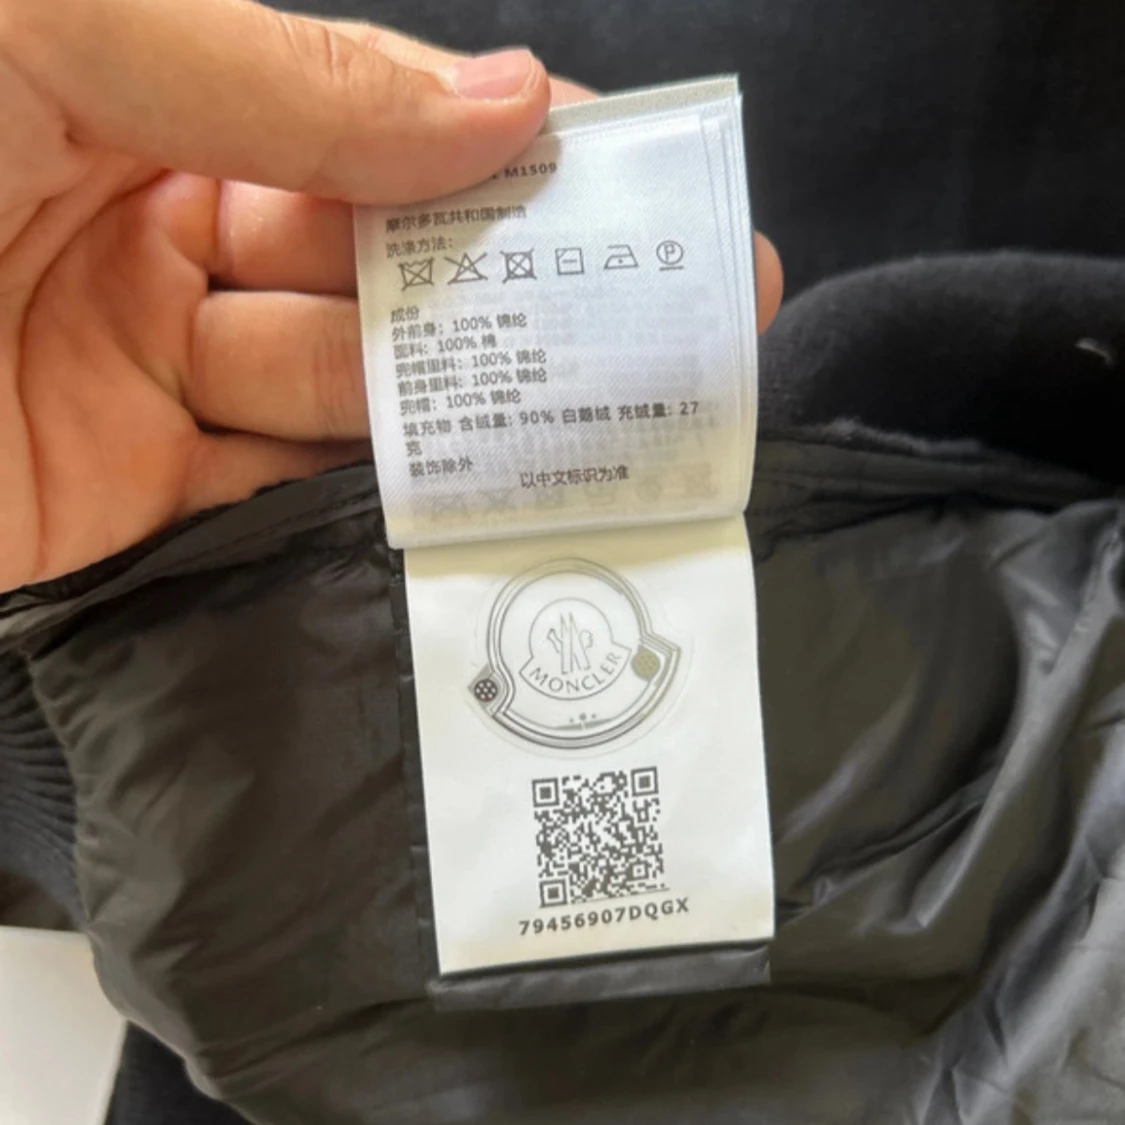 M1509
摩尔多瓦共和国制造
洗涤方法：
P
成份
外前身：100% 锦纶
面料：100% 棉
兜帽里料：100% 锦纶
前身里料：100% 锦纶
兜帽：100% 锦纶
填充物 含绒量：90% 白鹅绒 充绒量：27
克
装饰除外
以中文标识为准
MONCLER
79456907DQGX